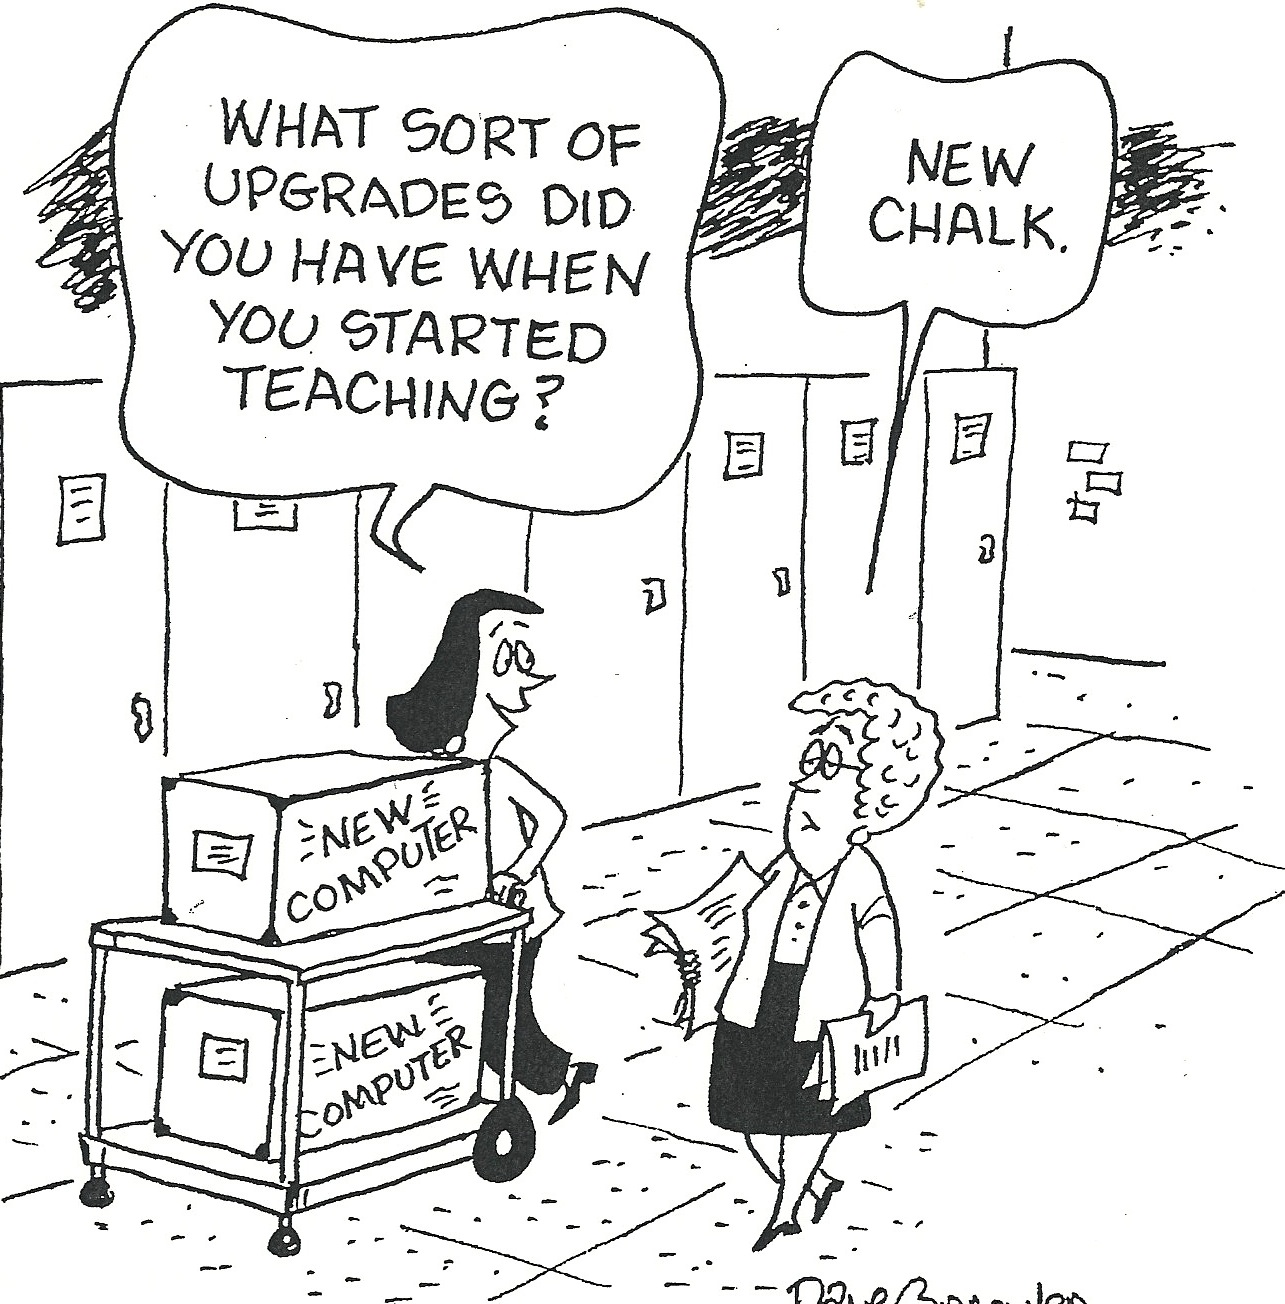 WHAT SORT OF
UPGRADES DID
YOU HAVE WHEN
YOU STARTED
TEACHING?
NEW
CHALK.
NEW
COMPUTER
NEW
COMPUTER